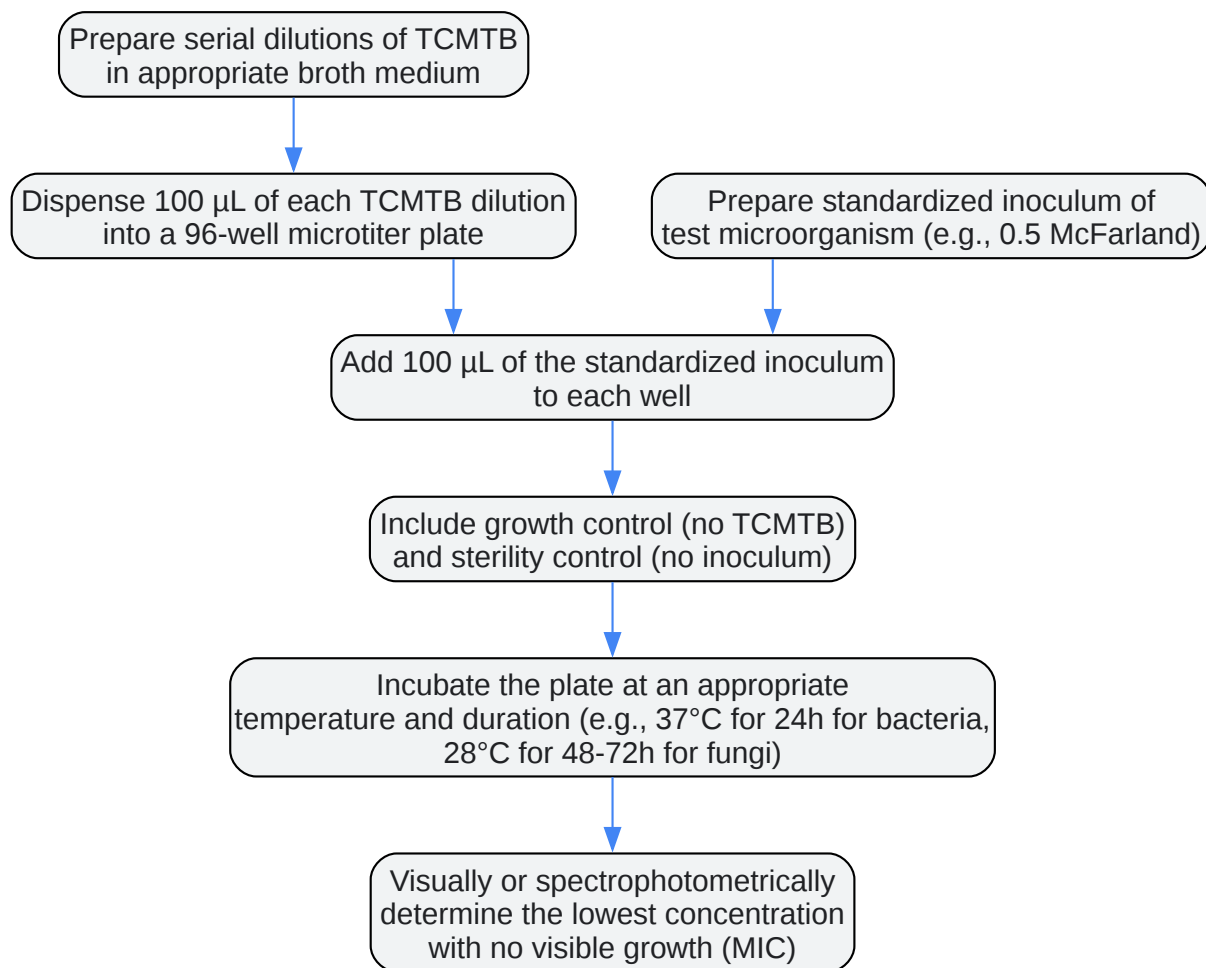 Prepare serial dilutions of TCMTB
in appropriate broth medium
Dispense 100 µL of each TCMTB dilution
into a 96-well microtiter plate
Prepare standardized inoculum of
test microorganism (e.g., 0.5 McFarland)
Add 100 µL of the standardized inoculum
to each well
Include growth control (no TCMTB)
and sterility control (no inoculum)
Incubate the plate at an appropriate
temperature and duration (e.g., 37°C for 24h for bacteria,
28°C for 48-72h for fungi)
Visually or spectrophotometrically
determine the lowest concentration
with no visible growth (MIC)